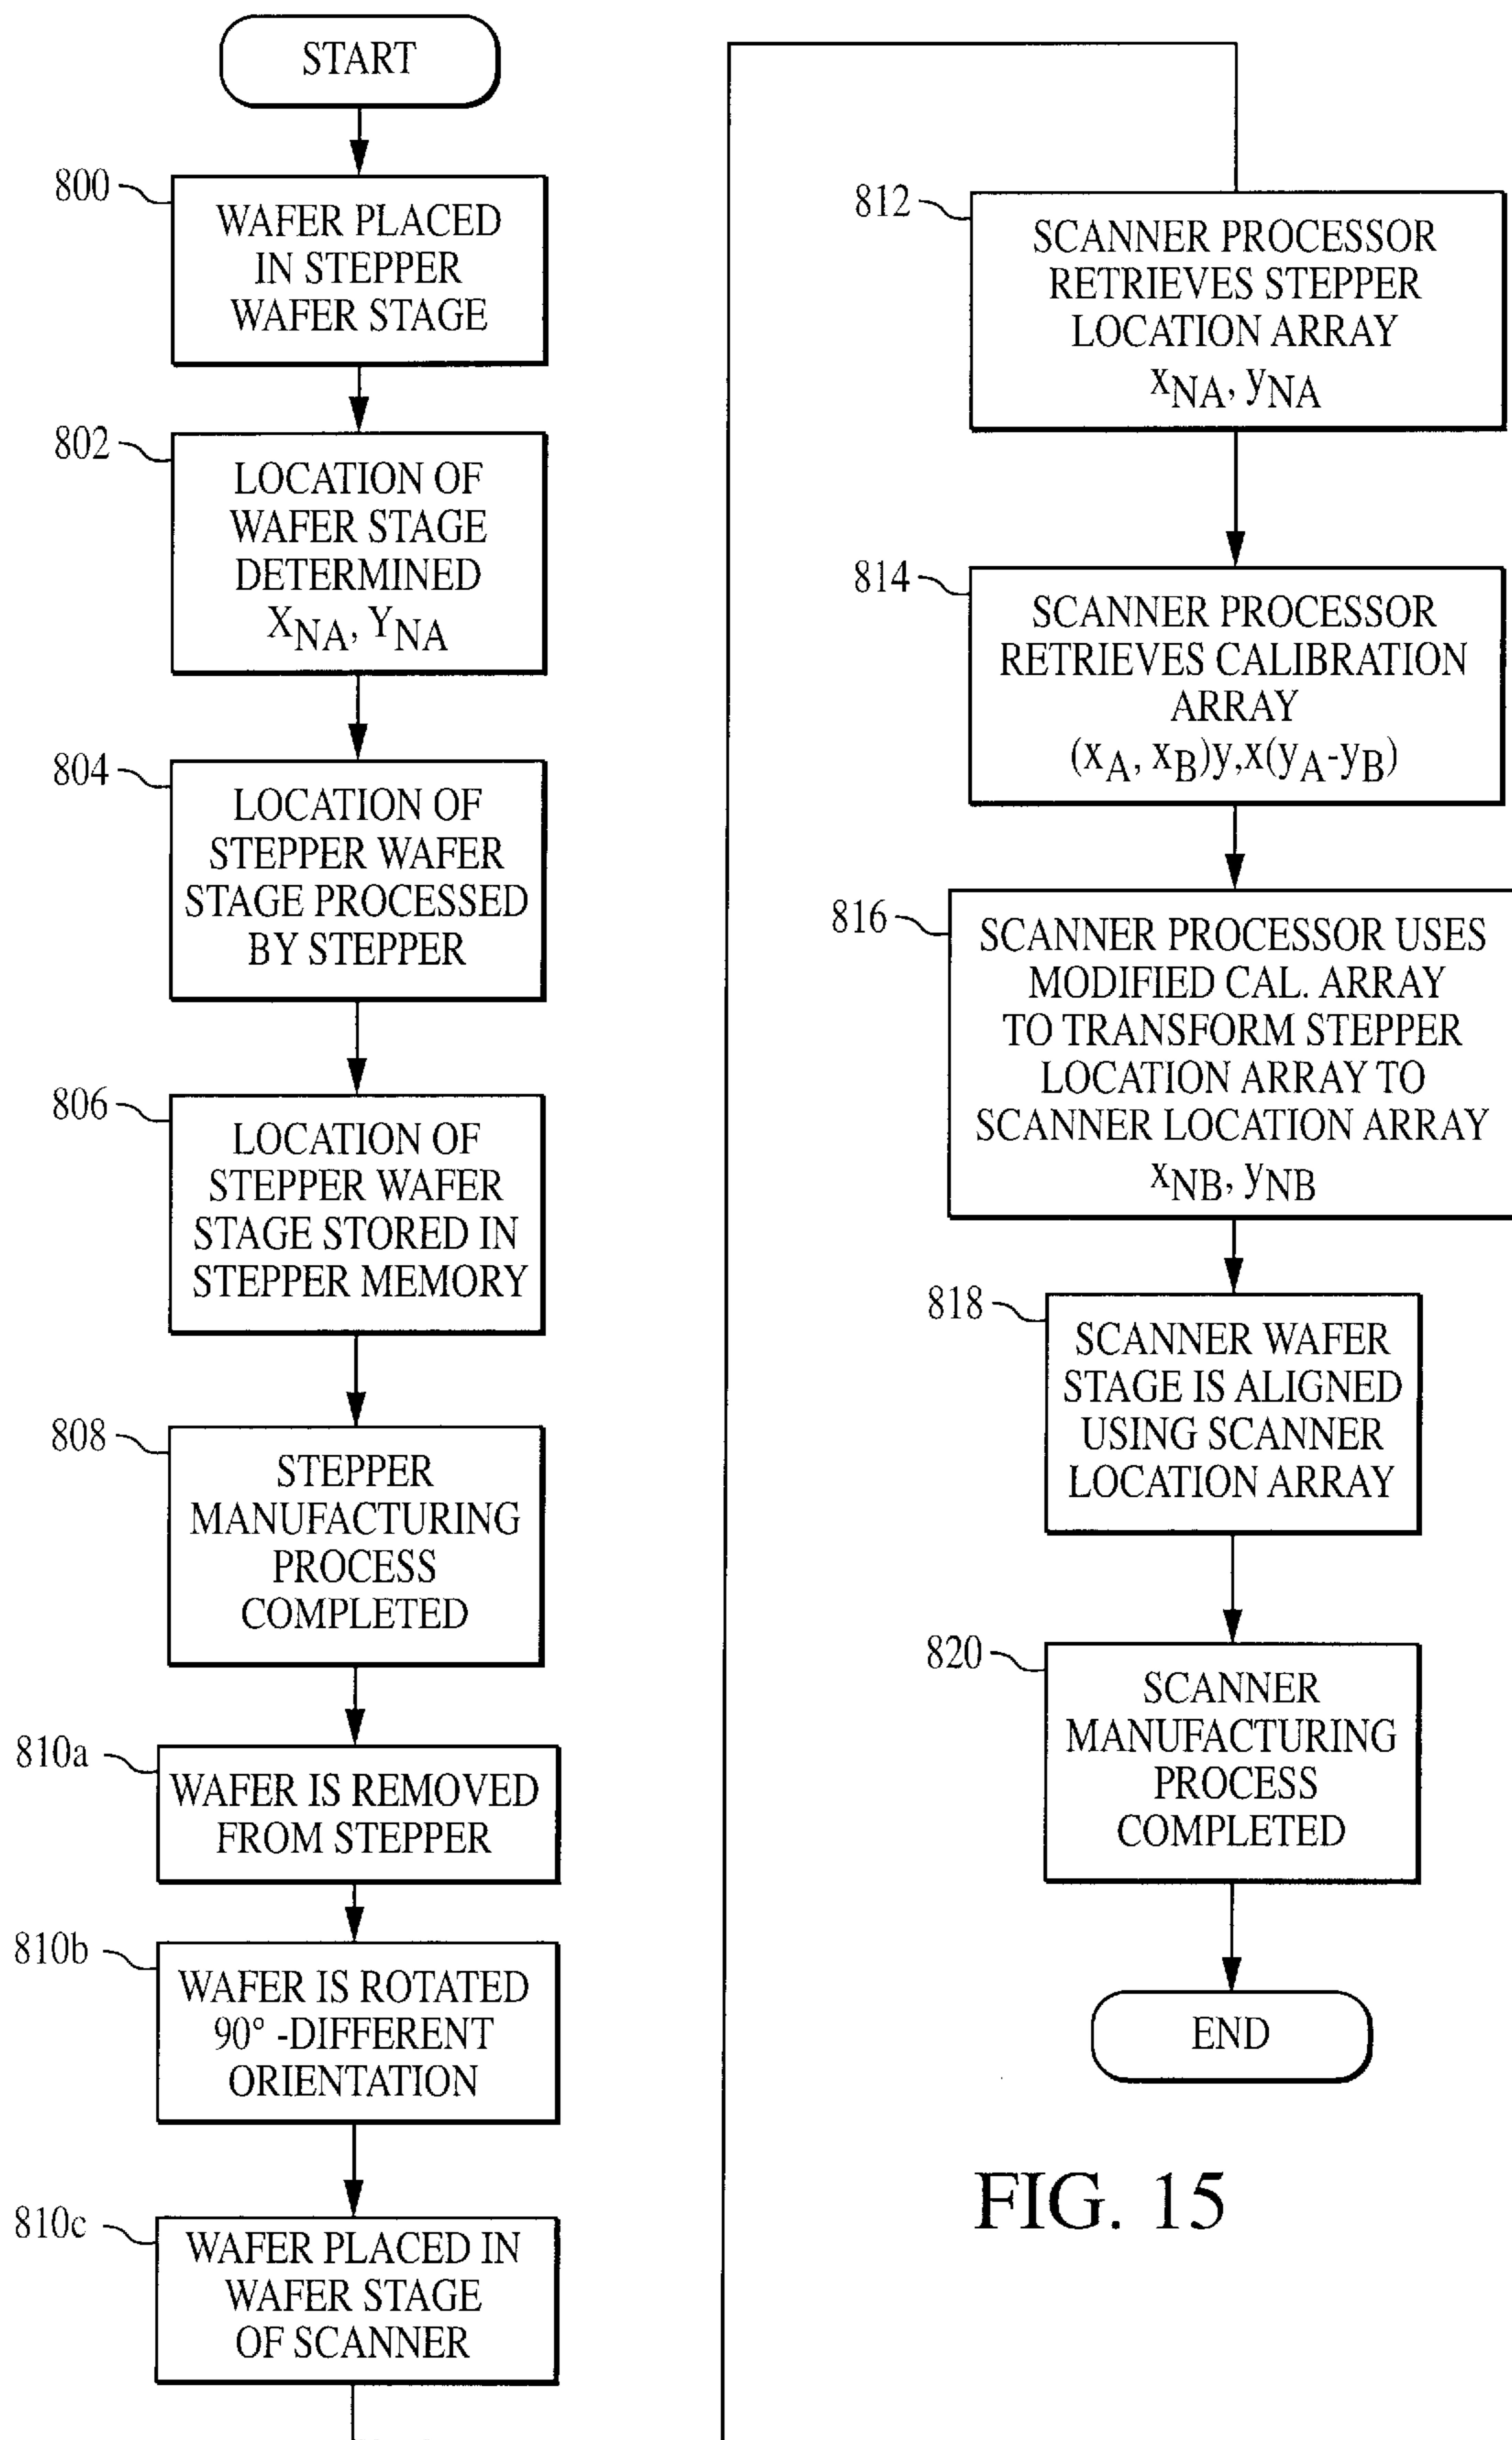 START
800
WAFER PLACED
IN STEPPER
WAFER STAGE
802
LOCATION OF
WAFER STAGE
DETERMINED
XNA, YNA
804
LOCATION OF
STEPPER WAFER
STAGE PROCESSED
BY STEPPER
806
LOCATION OF
STEPPER WAFER
STAGE STORED IN
STEPPER MEMORY
808
STEPPER
MANUFACTURING
PROCESS
COMPLETED
810a
WAFER IS REMOVED
FROM STEPPER
810b
WAFER IS ROTATED
90° -DIFFERENT
ORIENTATION
810c
WAFER PLACED IN
WAFER STAGE
OF SCANNER
812
SCANNER PROCESSOR
RETRIEVES STEPPER
LOCATION ARRAY
xNA, yNA
814
SCANNER PROCESSOR
RETRIEVES CALIBRATION
ARRAY
(xA, xB)y,x(yA-yB)
816
SCANNER PROCESSOR USES
MODIFIED CAL. ARRAY
TO TRANSFORM STEPPER
LOCATION ARRAY TO
SCANNER LOCATION ARRAY
xNB, yNB
818
SCANNER WAFER
STAGE IS ALIGNED
USING SCANNER
LOCATION ARRAY
820
SCANNER
MANUFACTURING
PROCESS
COMPLETED
END
FIG. 15